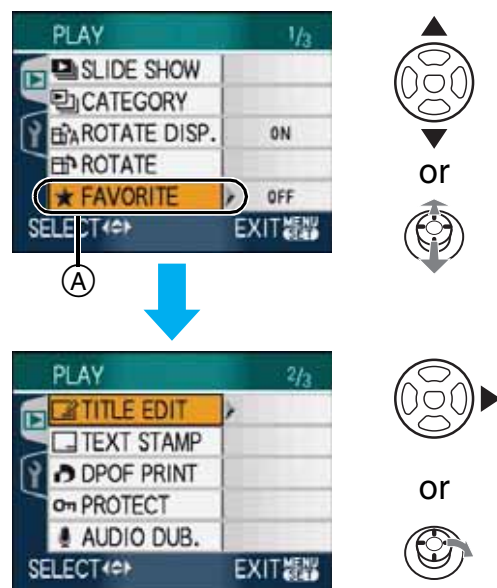 PLAY 1/3
SLIDE SHOW
CATEGORY
ROTATE DISP. ON
ROTATE
FAVORITE OFF
SELECT EXIT MENU SET
A
or
PLAY 2/3
TITLE EDIT
TEXT STAMP
DPOF PRINT
PROTECT
AUDIO DUB.
SELECT EXIT MENU SET
or